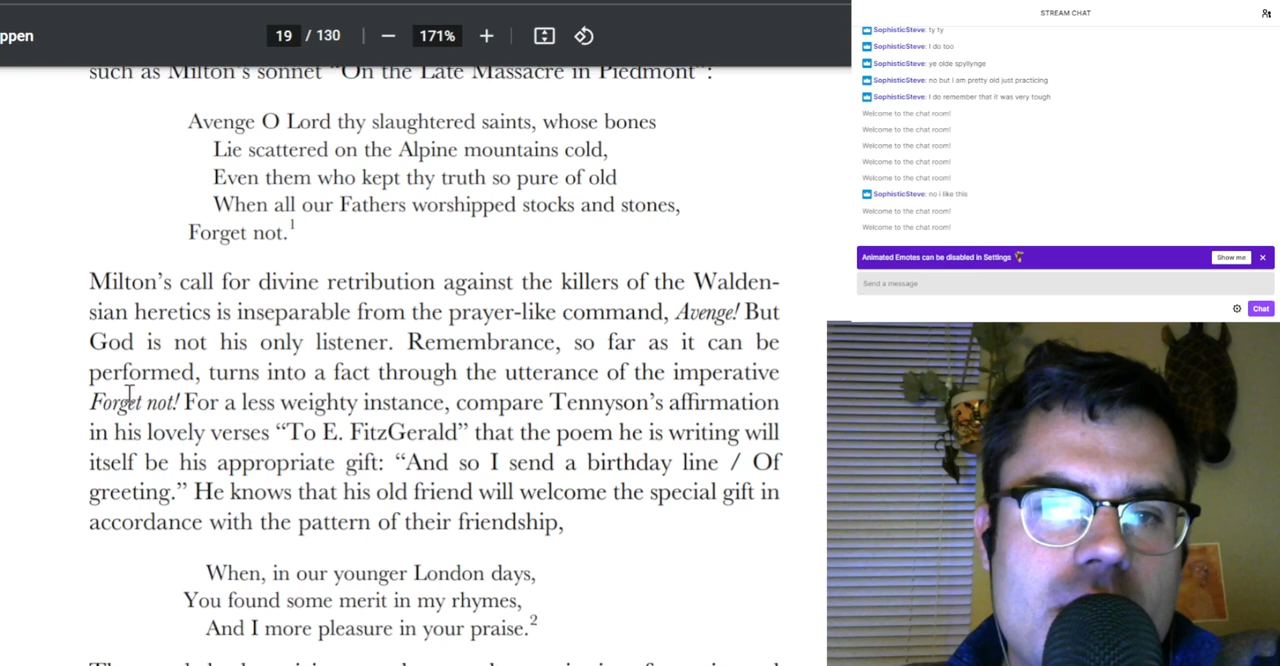 ppen
19 / 130
171%
such as Milton's sonnet "On the Late Massacre in Piedmont":
Avenge O Lord thy slaughtered saints, whose bones
Lie scattered on the Alpine mountains cold,
Even them who kept thy truth so pure of old
When all our Fathers worshipped stocks and stones,
Forget not.1
Milton's call for divine retribution against the killers of the Walden-
sian heretics is inseparable from the prayer-like command, Avenge! But
God is not his only listener. Remembrance, so far as it can be
performed, turns into a fact through the utterance of the imperative
Forget not! For a less weighty instance, compare Tennyson's affirmation
in his lovely verses "To E. FitzGerald" that the poem he is writing will
itself be his appropriate gift: "And so I send a birthday line / Of
greeting." He knows that his old friend will welcome the special gift in
accordance with the pattern of their friendship,
When, in our younger London days,
You found some merit in my rhymes,
And I more pleasure in your praise.2
STREAM CHAT
SophisticSteve: ty ty
SophisticSteve: I do too
SophisticSteve: ye olde spyllynge
SophisticSteve: no but I am pretty old just practicing
SophisticSteve: I do remember that it was very tough
Welcome to the chat room!
Welcome to the chat room!
Welcome to the chat room!
Welcome to the chat room!
Welcome to the chat room!
SophisticSteve: no i like this
Welcome to the chat room!
Welcome to the chat room!
Animated Emotes can be disabled in Settings
Show me
Send a message
Chat